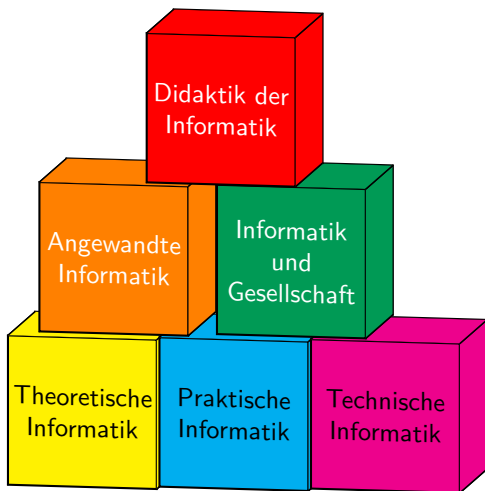 Didaktik der
Informatik
Angewandte
Informatik
Informatik
und
Gesellschaft
Theoretische
Informatik
Praktische
Informatik
Technische
Informatik